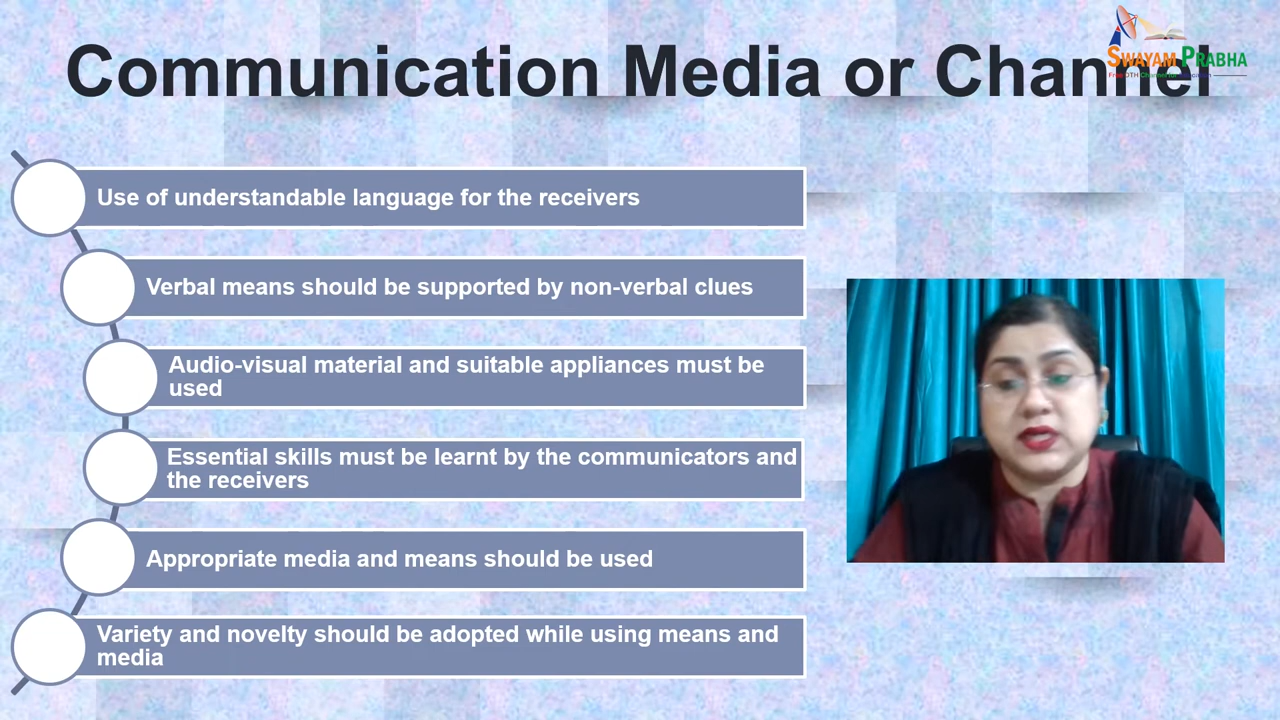 Communication Media or Channel
SWAYAM PRABHA
Use of understandable language for the receivers
Verbal means should be supported by non-verbal clues
Audio-visual material and suitable appliances must be
used
Essential skills must be learnt by the communicators and
the receivers
Appropriate media and means should be used
Variety and novelty should be adopted while using means and
media